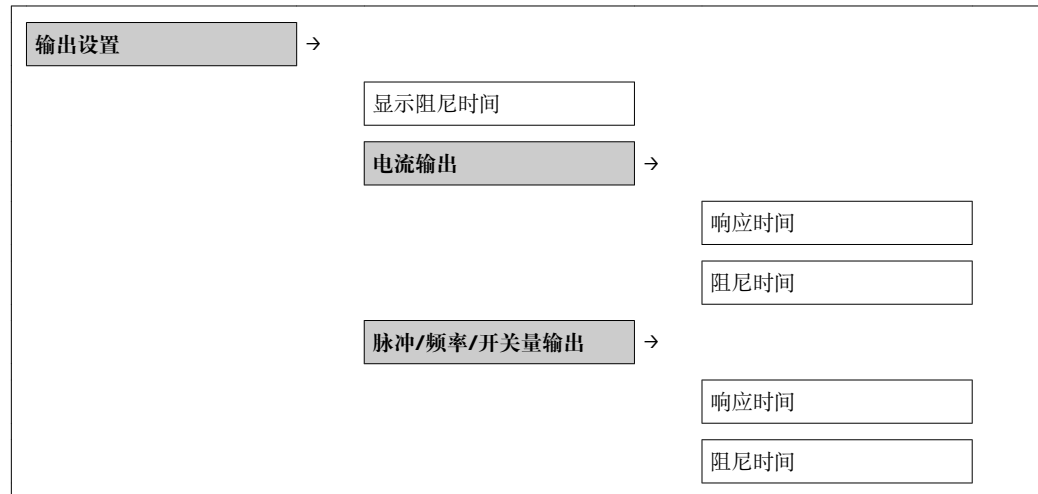 输出设置 →
显示阻尼时间
电流输出 →
响应时间
阻尼时间
脉冲/频率/开关量输出 →
响应时间
阻尼时间